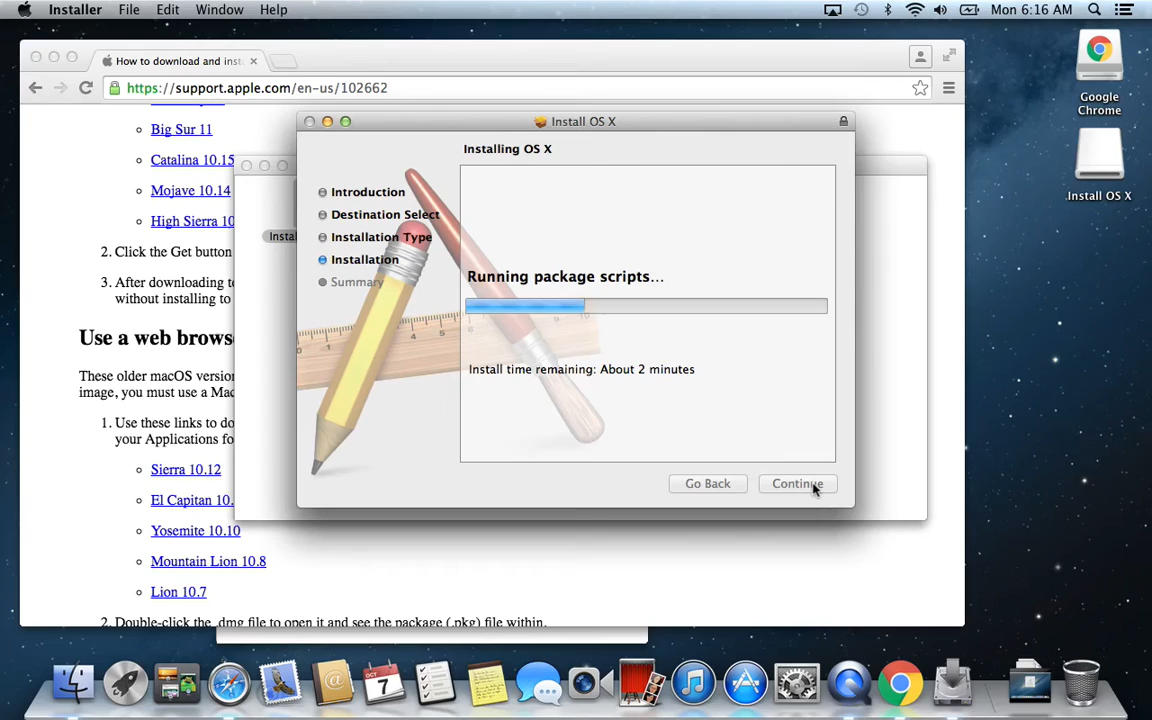 Installer File Edit Window Help Mon 6:16 AM
How to download and inst
https://support.apple.com/en-us/102662
Big Sur 11
Catalina 10.15
Mojave 10.14
High Sierra 10
2. Click the Get button
3. After downloading to
without installing to
Use a web brows
These older macOS version
image, you must use a Mac
1. Use these links to do
your Applications fo
Sierra 10.12
El Capitan 10.
Yosemite 10.10
Mountain Lion 10.8
Lion 10.7
2. Double-click the .dmg file to open it and see the package (.pkg) file within.
Instal
Install OS X
Installing OS X
Introduction
Destination Select
Installation Type
Installation
Summary
Running package scripts...
Install time remaining: About 2 minutes
Go Back Continue
Google
Chrome
Install OS X
OCT
7